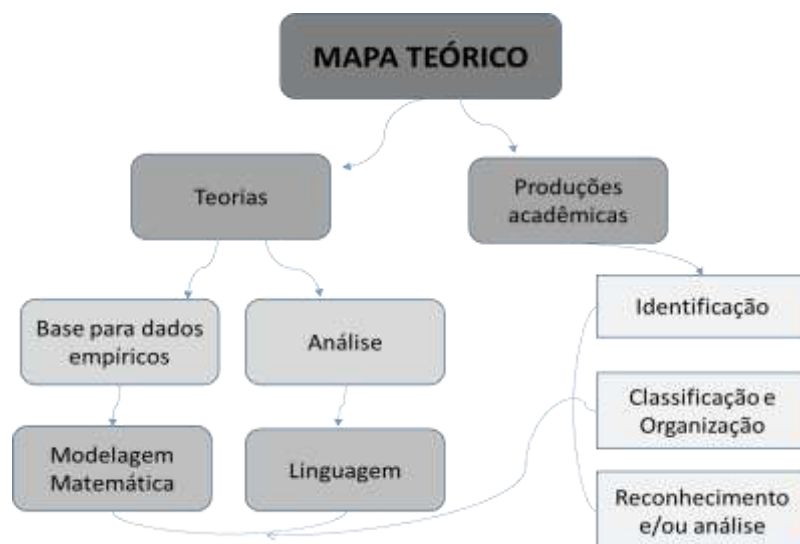 MAPA TEÓRICO
Teorias
Produções
acadêmicas
Base para dados
empíricos
Análise
Identificação
Modelagem
Matemática
Linguagem
Classificação e
Organização
Reconhecimento
e/ou análise